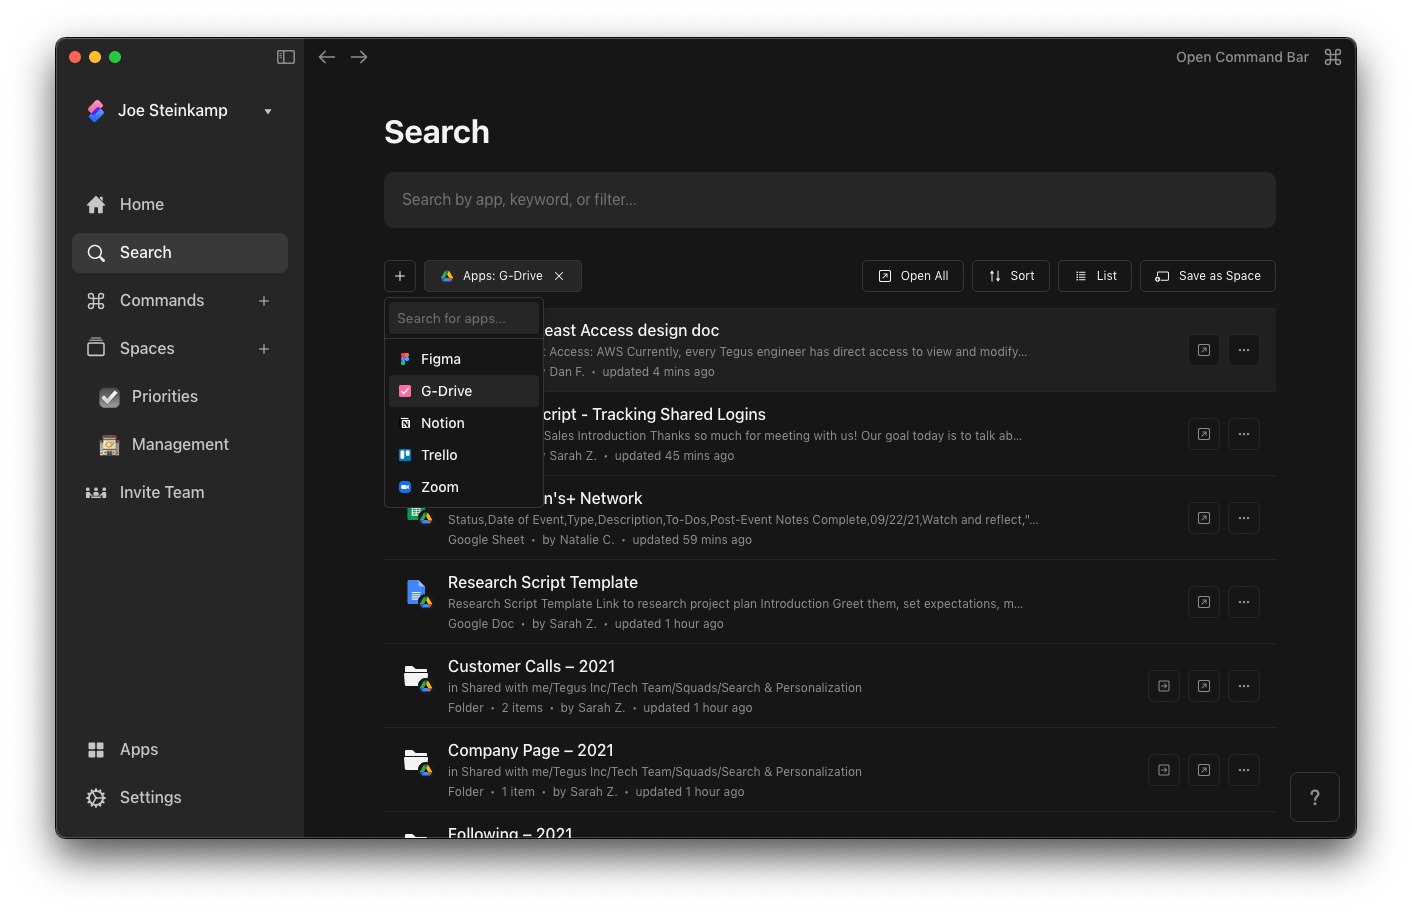 Open Command Bar
Joe Steinkamp
Home
Search
Commands
Spaces
Priorities
Management
Invite Team
Apps
Settings
Search
Search by app, keyword, or filter...
Apps: G-Drive
Open All
Sort
List
Save as Space
Search for apps...
Figma
G-Drive
Notion
Trello
Zoom
east Access design doc
t Access: AWS Currently, every Tegus engineer has direct access to view and modify...
Dan F. • updated 4 mins ago
cript - Tracking Shared Logins
Sales Introduction Thanks so much for meeting with us! Our goal today is to talk ab...
Sarah Z. • updated 45 mins ago
n's+ Network
Status,Date of Event,Type,Description,To-Dos,Post-Event Notes Complete,09/22/21,Watch and reflect,"...
Google Sheet • by Natalie C. • updated 59 mins ago
Research Script Template
Research Script Template Link to research project plan Introduction Greet them, set expectations, m...
Google Doc • by Sarah Z. • updated 1 hour ago
Customer Calls – 2021
in Shared with me/Tegus Inc/Tech Team/Squads/Search & Personalization
Folder • 2 items • by Sarah Z. • updated 1 hour ago
Company Page – 2021
in Shared with me/Tegus Inc/Tech Team/Squads/Search & Personalization
Folder • 1 item • by Sarah Z. • updated 1 hour ago
Following – 2021
?